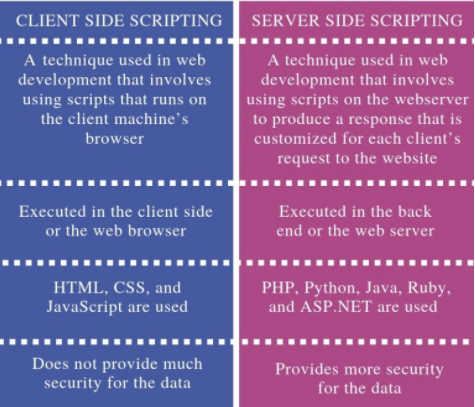 CLIENT SIDE SCRIPTING
A technique used in web
development that involves
using scripts that runs on
the client machine's
browser
Executed in the client side
or the web browser
HTML, CSS, and
JavaScript are used
Does not provide much
security for the data
SERVER SIDE SCRIPTING
A technique used in web
development that involves
using scripts on the webserver
to produce a response that is
customized for each client's
request to the website
Executed in the back
end or the web server
PHP, Python, Java, Ruby,
and ASP.NET are used
Provides more security
for the data